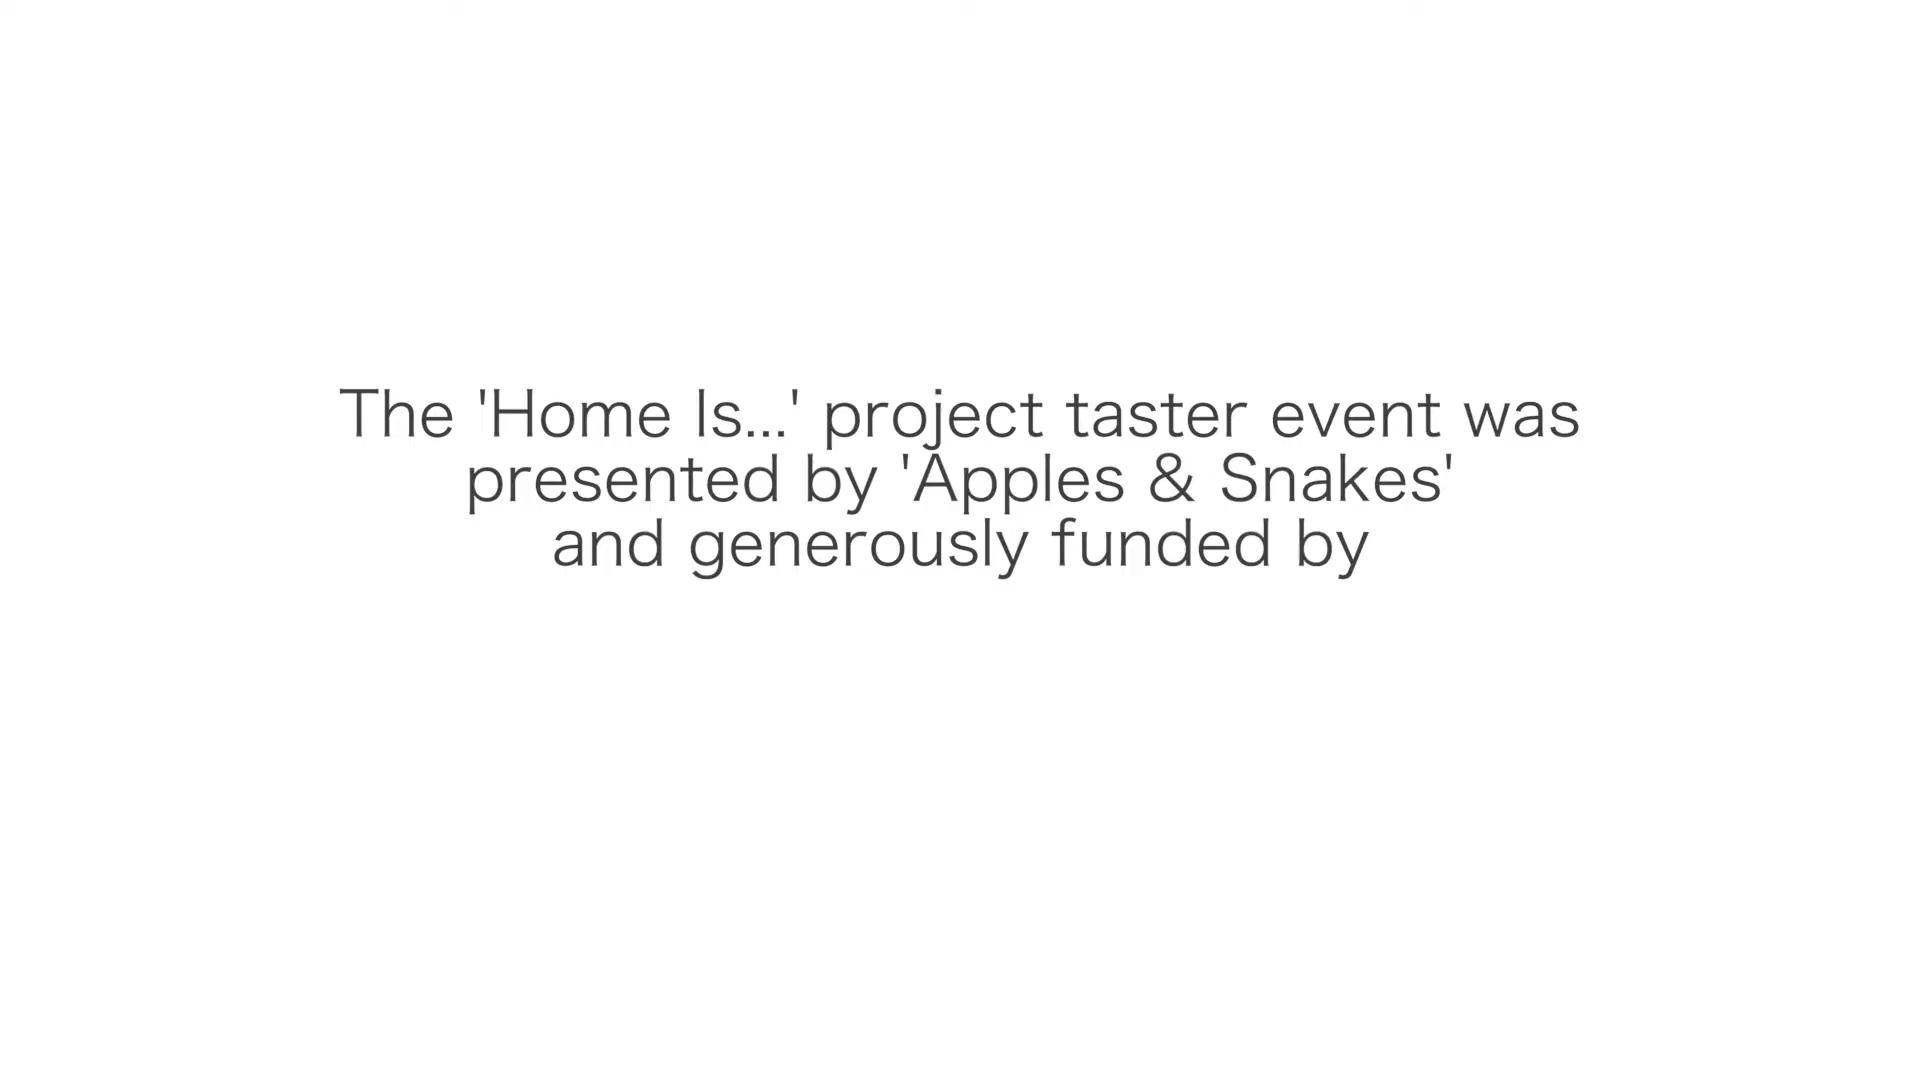 The 'Home Is...' project taster event was
presented by 'Apples & Snakes'
and generously funded by